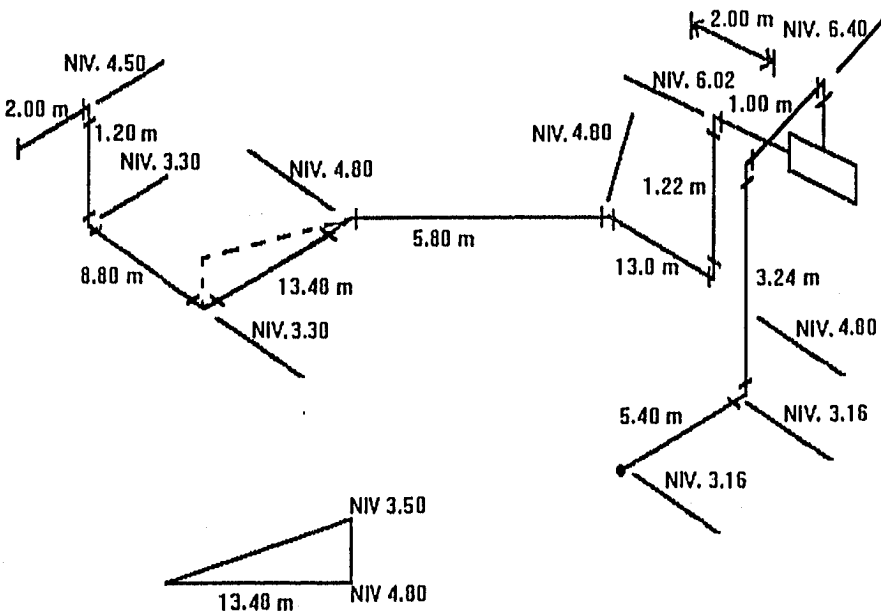 2.00 m
NIV. 6.40
NIV. 4.50
NIV. 6.02
2.00 m
1.00 m
1.20 m
NIV. 4.80
NIV. 3.30
NIV. 4.80
1.22 m
5.80 m
8.80 m
13.40 m
13.0 m
3.24 m
NIV. 3.30
NIV. 4.80
5.40 m
NIV. 3.16
NIV. 3.16
NIV 3.50
13.40 m
NIV 4.80